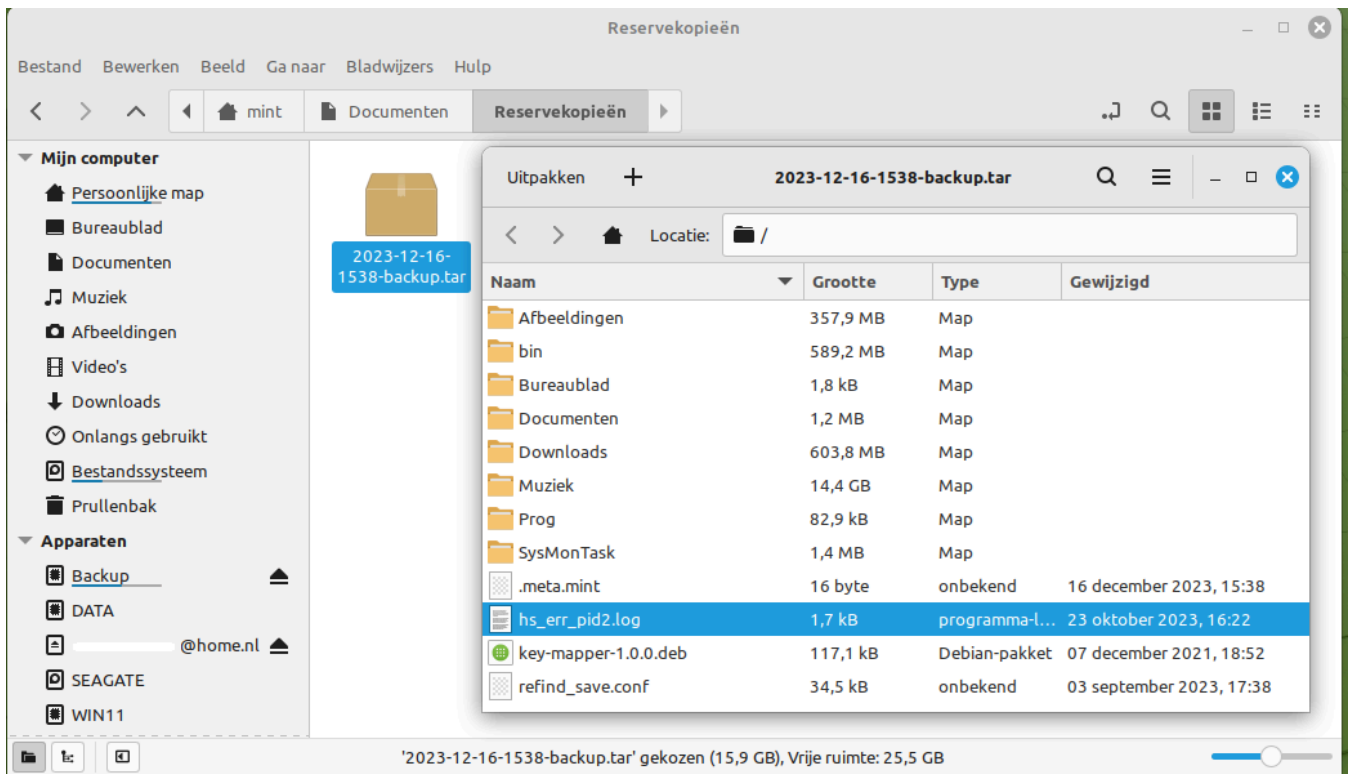 Reservekopieën
Bestand Bewerken Beeld Ga naar Bladwijzers Hulp
mint Documenten Reservekopieën
Mijn computer
Persoonlijke map
Bureaublad
Documenten
Muziek
Afbeeldingen
Video's
Downloads
Onlangs gebruikt
Bestandssysteem
Prullenbak
Apparaten
Backup
DATA
@home.nl
SEAGATE
WIN11
2023-12-16-
1538-backup.tar
Uitpakken + 2023-12-16-1538-backup.tar
Locatie: /
Naam Grootte Type Gewijzigd
Afbeeldingen 357,9 MB Map
bin 589,2 MB Map
Bureaublad 1,8 kB Map
Documenten 1,2 MB Map
Downloads 603,8 MB Map
Muziek 14,4 GB Map
Prog 82,9 kB Map
SysMonTask 1,4 MB Map
.meta.mint 16 byte onbekend 16 december 2023, 15:38
hs_err_pid2.log 1,7 kB programma-l... 23 oktober 2023, 16:22
key-mapper-1.0.0.deb 117,1 kB Debian-pakket 07 december 2021, 18:52
refind_save.conf 34,5 kB onbekend 03 september 2023, 17:38
'2023-12-16-1538-backup.tar' gekozen (15,9 GB), Vrije ruimte: 25,5 GB